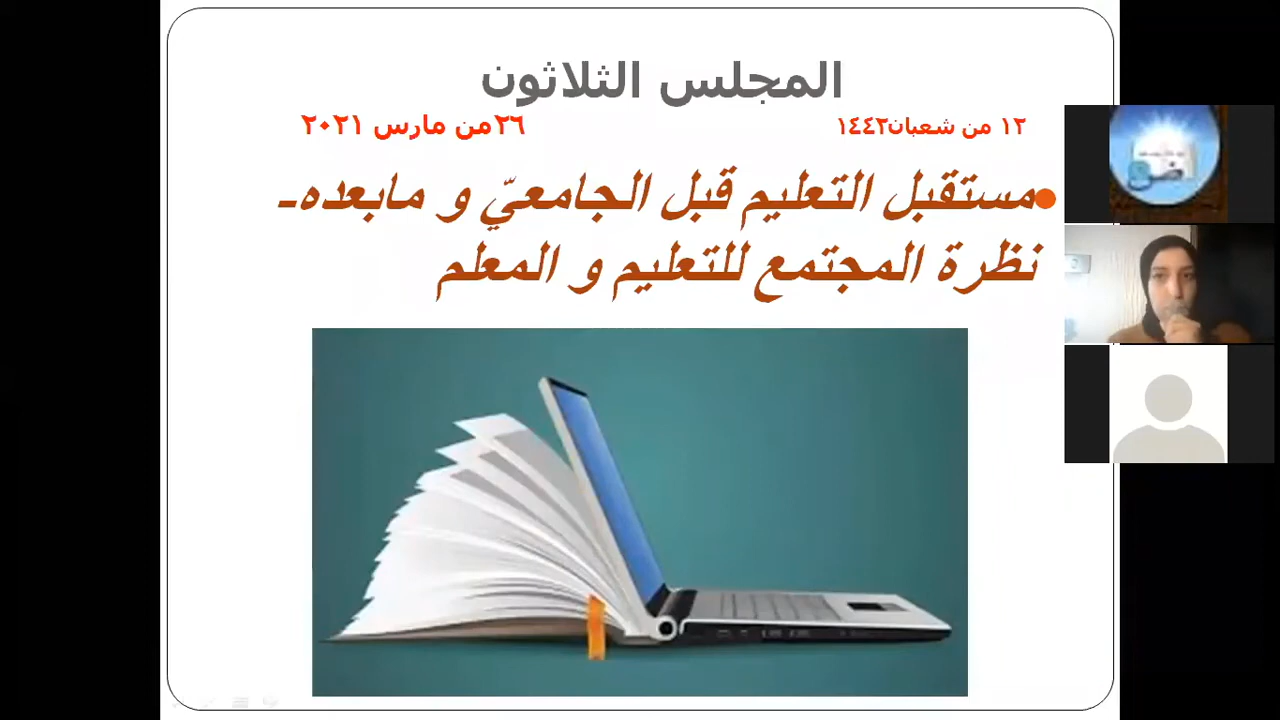 المجلس الثلاثون
١٢ من شعبان١٤٤٢
٢٦من مارس ٢٠٢١
مستقبل التعليم قبل الجامعيّ و مابعده-
نظرة المجتمع للتعليم و المعلم